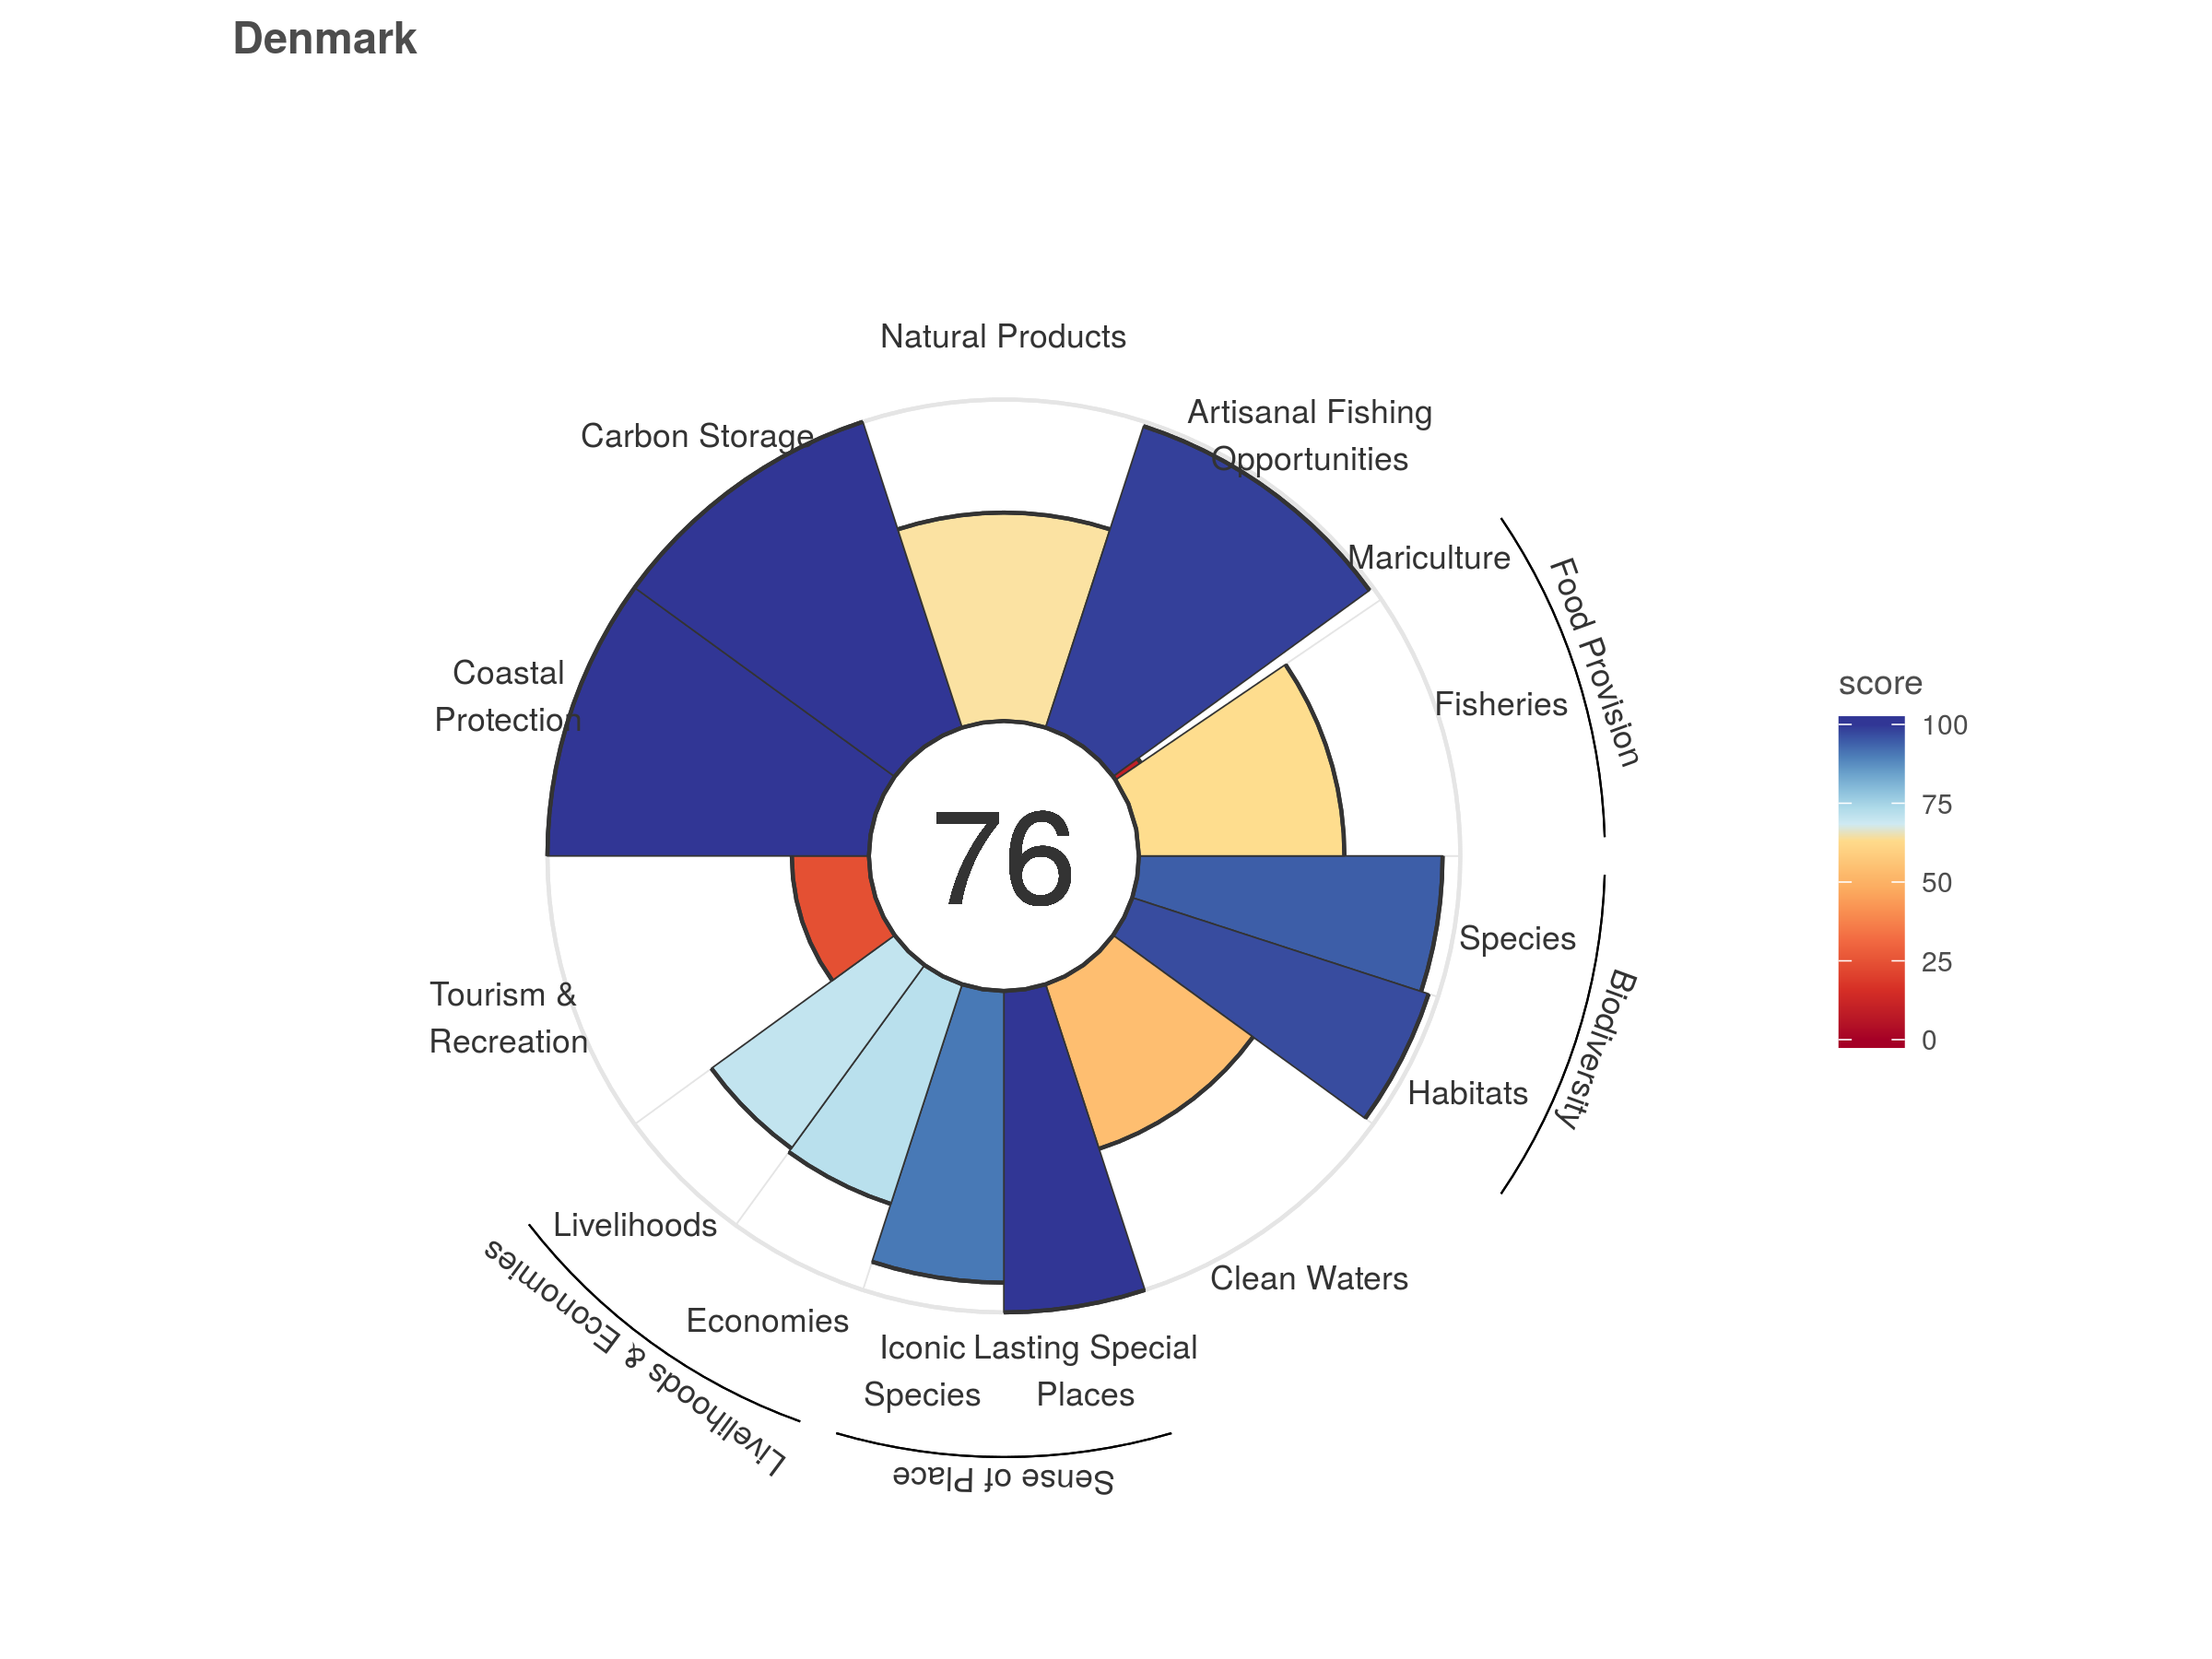 Denmark
Natural Products
Artisanal Fishing
Opportunities
Carbon Storage
Mariculture
Food Provision
Fisheries
Coastal
Protection
score
100
75
50
25
0
76
Species
Biodiversity
Tourism &
Recreation
Habitats
Livelihoods
Clean Waters
Economies
Livelihoods & Economies
Iconic
Species
Lasting Special
Places
Sense of Place